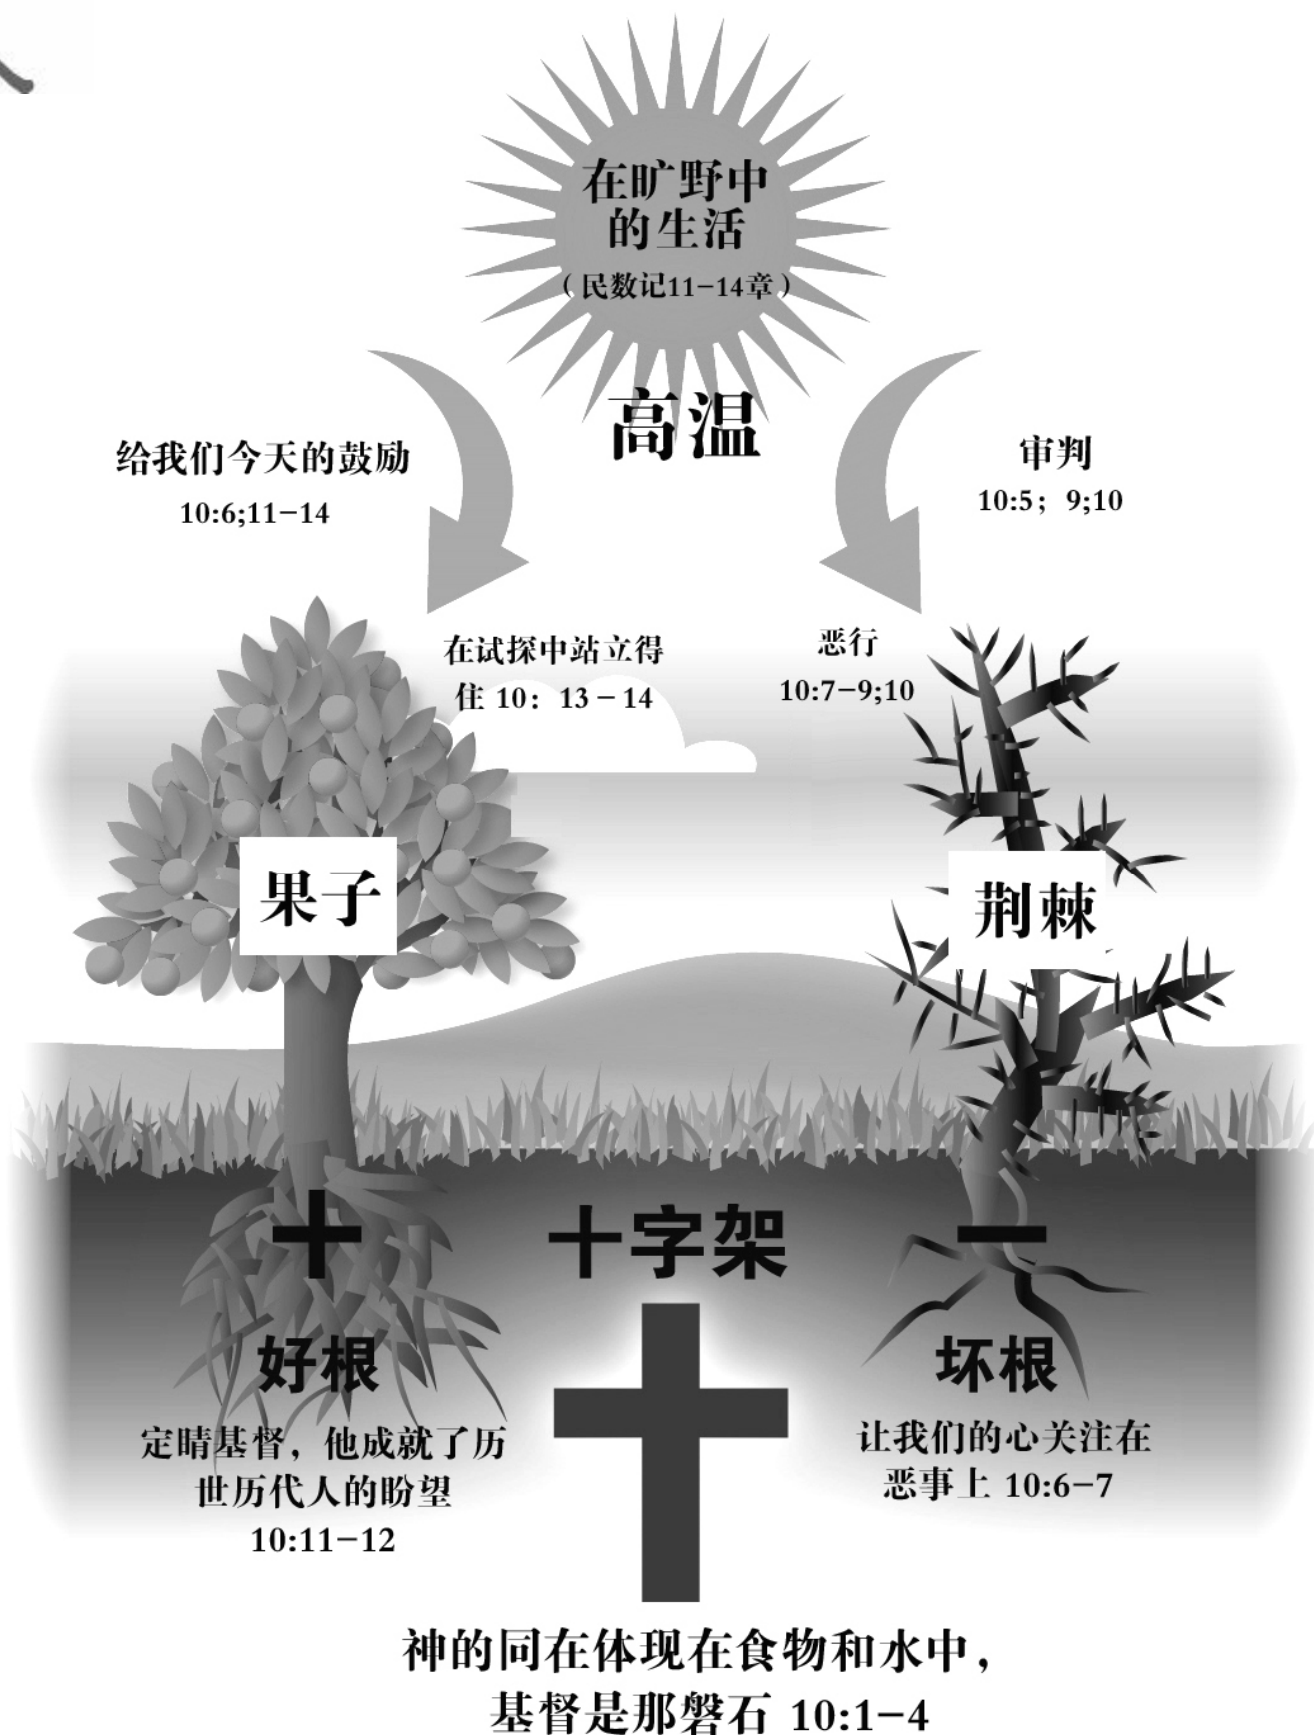 在旷野中
的生活
（民数记11-14章）
高温
给我们今天的鼓励
10:6;11-14
审判
10:5；9;10
在试探中站立得
住 10：13-14
恶行
10:7-9;10
果子
荆棘
十字架
好根
坏根
定睛基督，他成就了历
世历代人的盼望
10:11-12
让我们的心关注在
恶事上 10:6-7
神的同在体现在食物和水中，
基督是那磐石 10:1-4